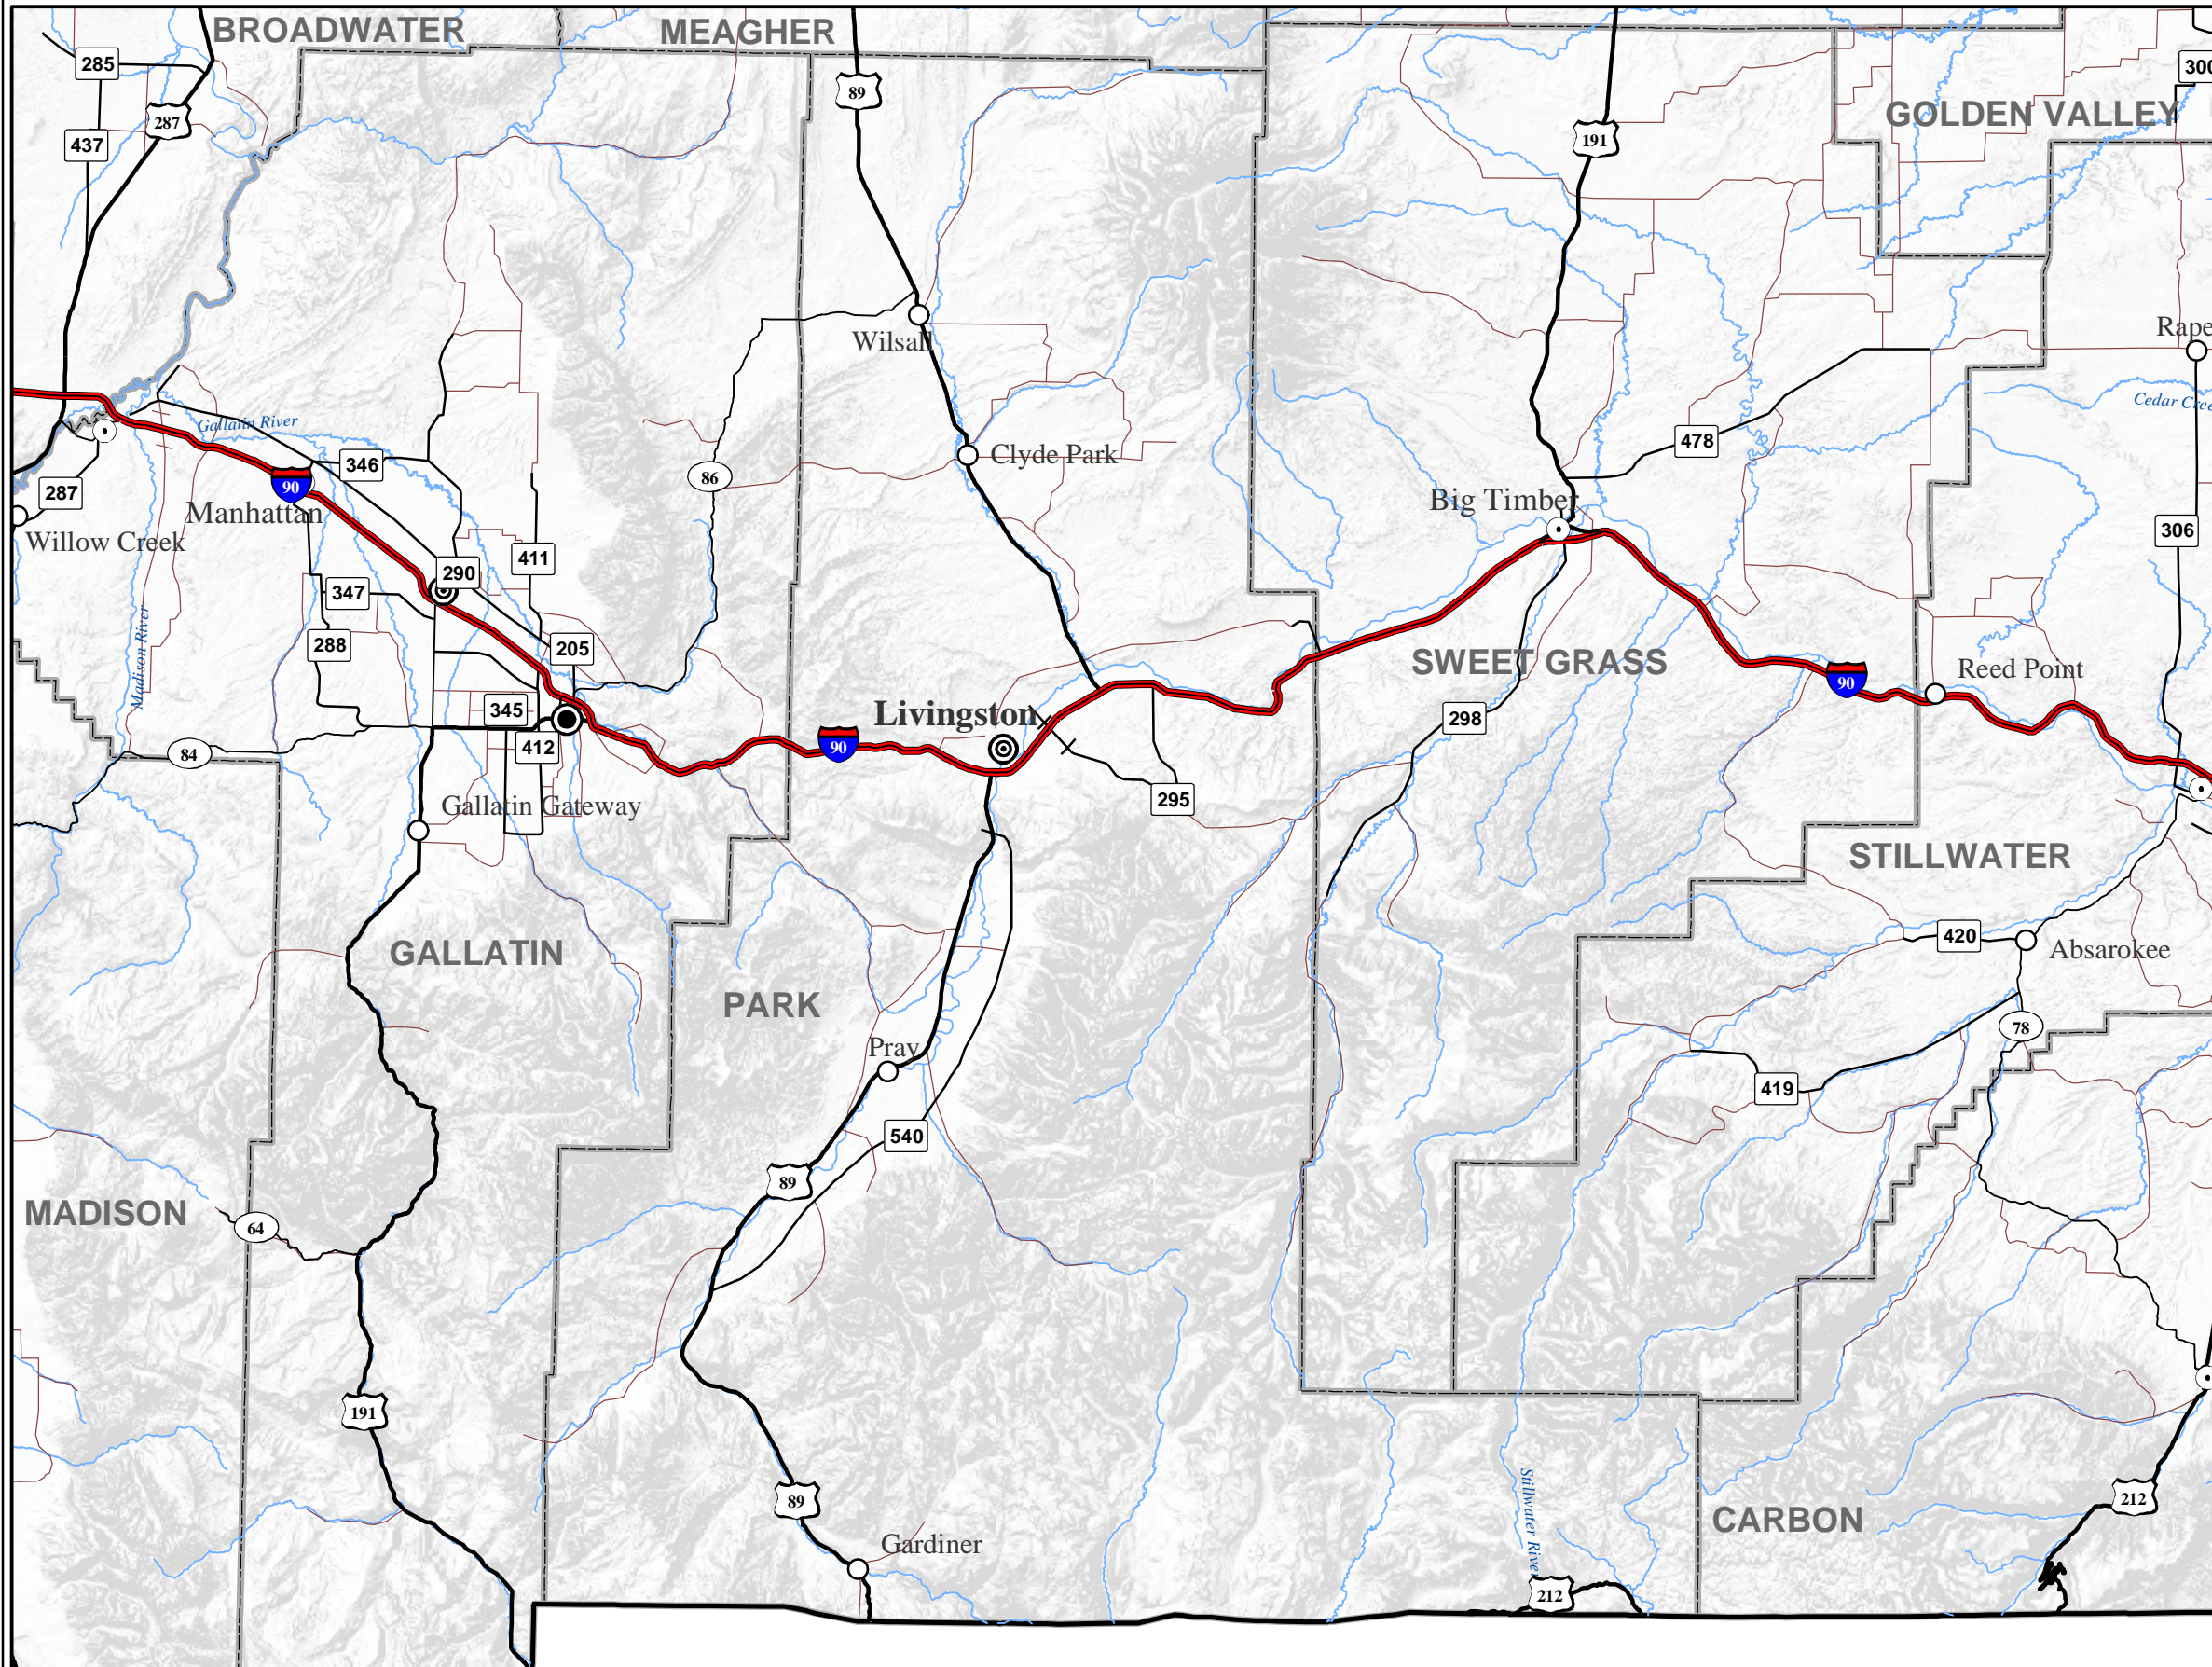 BROADWATER
MEAGHER
285
89
300
287
GOLDEN VALLEY
437
191
Wilsall
Rape
Cedar Cree
Gallatin River
478
346
Clyde Park
86
90
287
Manhattan
Big Timber
Willow Creek
306
411
290
347
Madison River
288
205
SWEET GRASS
Reed Point
90
345
Livingston
298
412
90
84
295
Gallatin Gateway
STILLWATER
420
Absarokee
GALLATIN
PARK
78
Pray
419
540
89
MADISON
64
191
89
Stillwater River
212
CARBON
Gardiner
212